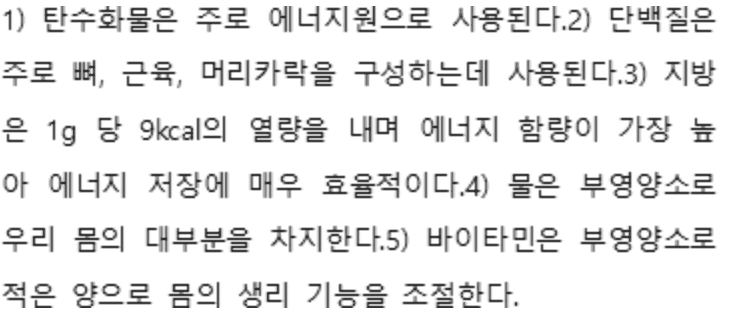 1) 탄수화물은 주로 에너지원으로 사용된다.2) 단백질은
주로 뼈, 근육, 머리카락을 구성하는데 사용된다.3) 지방
은 1g 당 9kcal의 열량을 내며 에너지 함량이 가장 높
아 에너지 저장에 매우 효율적이다.4) 물은 부영양소로
우리 몸의 대부분을 차지한다.5) 바이타민은 부영양소로
적은 양으로 몸의 생리 기능을 조절한다.